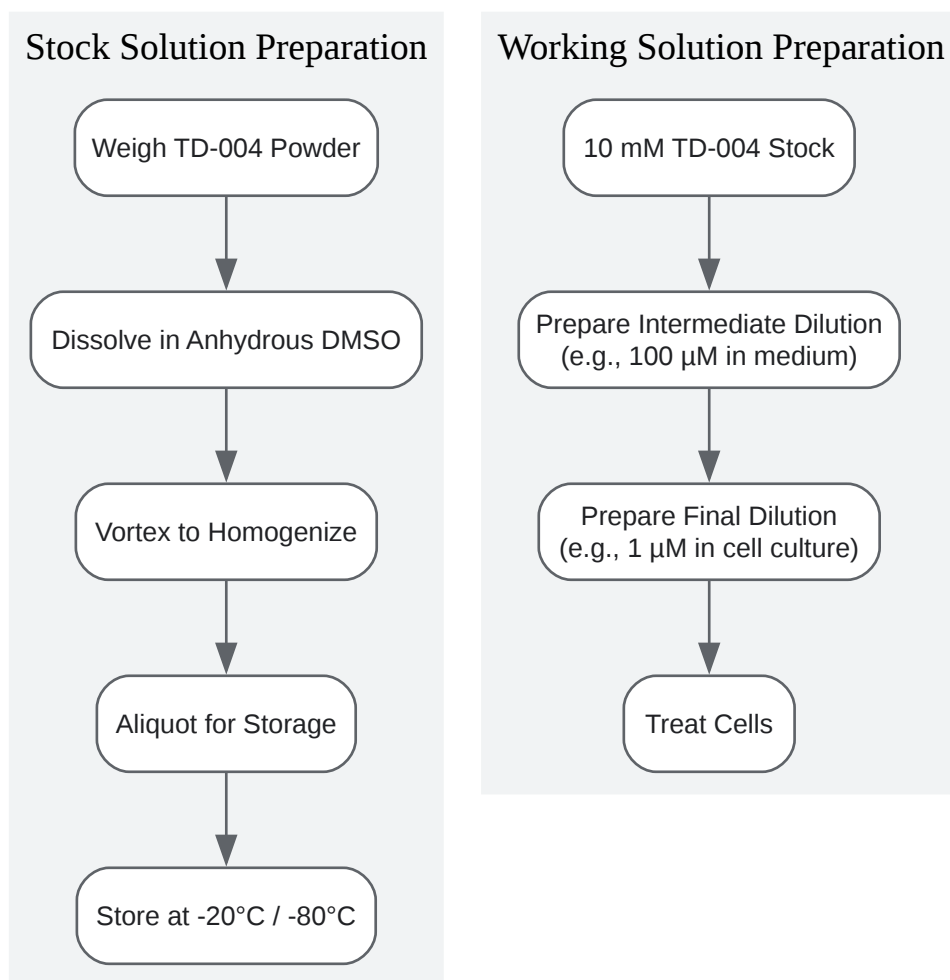 Stock Solution Preparation
Weigh TD-004 Powder
Dissolve in Anhydrous DMSO
Vortex to Homogenize
Aliquot for Storage
Store at -20°C / -80°C
Working Solution Preparation
10 mM TD-004 Stock
Prepare Intermediate Dilution
(e.g., 100 µM in medium)
Prepare Final Dilution
(e.g., 1 µM in cell culture)
Treat Cells